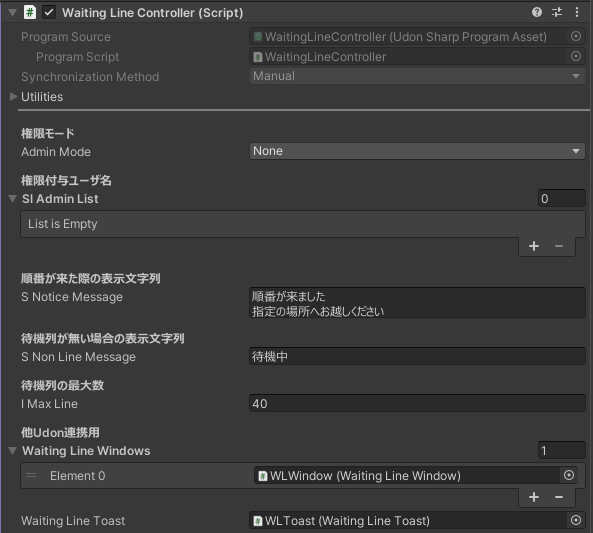 Waiting Line Controller (Script)
Program Source WaitingLineController (Udon Sharp Program Asset)
Program Script WaitingLineController
Synchronization Method Manual
Utilities
権限モード
Admin Mode None
権限付与ユーザ名
Sl Admin List 0
List is Empty
順番が来た際の表示文字列
S Notice Message 順番が来ました
指定の場所へお越しください
待機列が無い場合の表示文字列
S Non Line Message 待機中
待機列の最大数
I Max Line 40
他Udon連携用
Waiting Line Windows 1
Element 0 WLWindow (Waiting Line Window)
Waiting Line Toast WLToast (Waiting Line Toast)